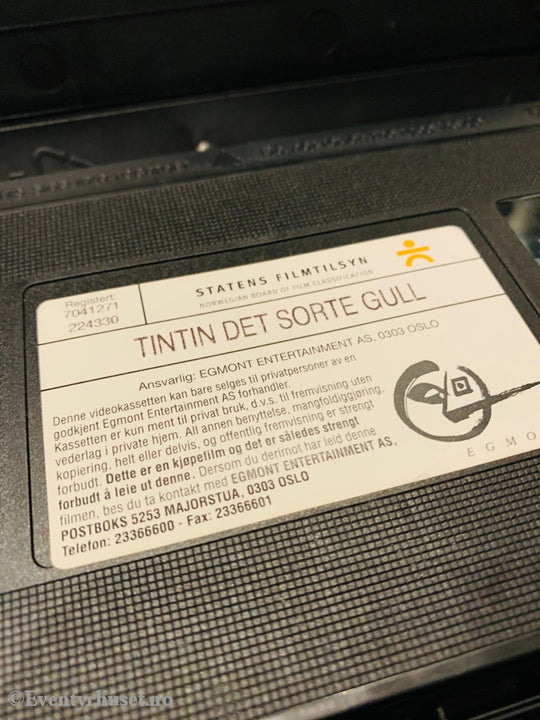 Registert:
7041271
224330
STATENS FILMTILSYN
NORWEGIAN BOARD OF FILM CLASSIFICATION
TINTIN DET SORTE GULL
Ansvarlig: EGMONT ENTERTAINMENT AS, 0303 OSLO
Denne videokassetten kan bare selges til privatpersoner av en
godkjent Egmont Entertainment AS forhandler.
Kassetten er kun ment til privat bruk, d.v.s. til fremvisning uten
vederlag i private hjem. All annen benyttelse, mangfoldiggjøring,
kopiering, helt eller delvis, og offentlig fremvisning er strengt
forbudt. Dette er en kjøpefilm og det er således strengt
forbudt å leie ut denne. Dersom du derimot har leid denne
filmen, bes du ta kontakt med EGMONT ENTERTAINMENT AS,
POSTBOKS 5253 MAJORSTUA, 0303 OSLO
Telefon: 23366600 - Fax: 23366601
EGMO
©Eventyrhuset.no